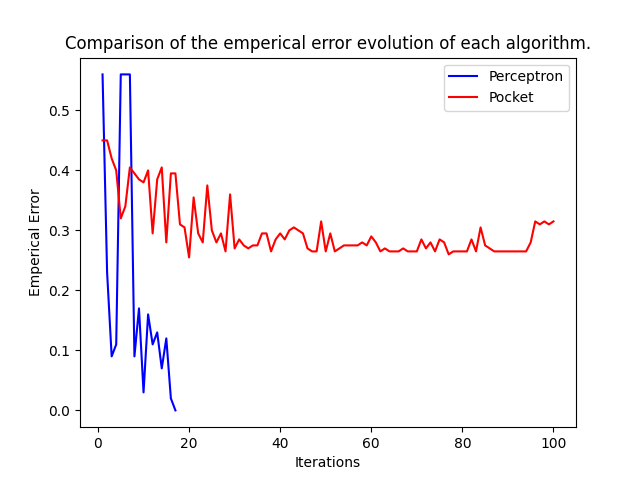 Comparison of the emperical error evolution of each algorithm.
Perceptron
Pocket
0.5
0.4
0.3
0.2
0.1
0.0
Emperical Error
0 20 40 60 80 100
Iterations